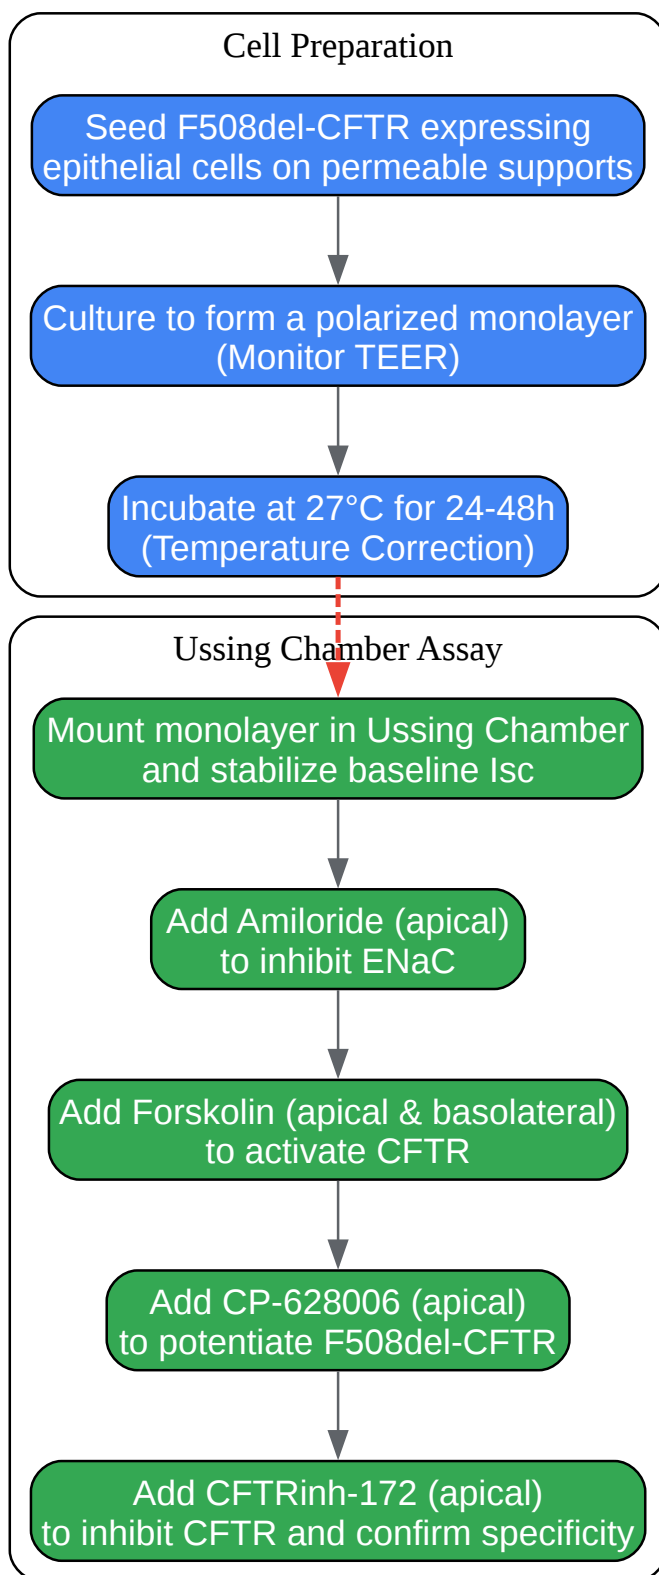 Cell Preparation
Seed F508del-CFTR expressing
epithelial cells on permeable supports
Culture to form a polarized monolayer
(Monitor TEER)
Incubate at 27°C for 24-48h
(Temperature Correction)
Ussing Chamber Assay
Mount monolayer in Ussing Chamber
and stabilize baseline Isc
Add Amiloride (apical)
to inhibit ENaC
Add Forskolin (apical & basolateral)
to activate CFTR
Add CP-628006 (apical)
to potentiate F508del-CFTR
Add CFTRinh-172 (apical)
to inhibit CFTR and confirm specificity